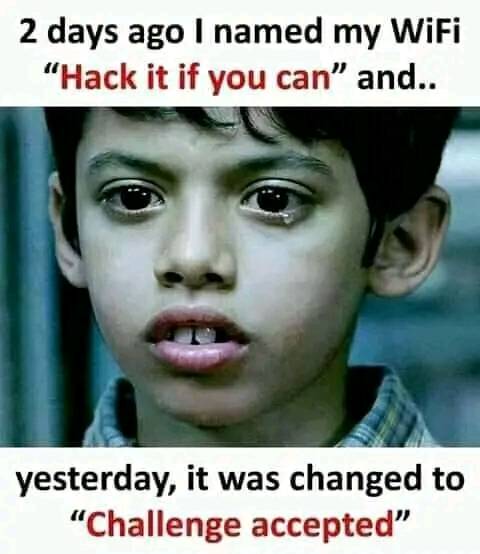 2 days ago I named my WiFi
“Hack it if you can” and..
yesterday, it was changed to
“Challenge accepted”